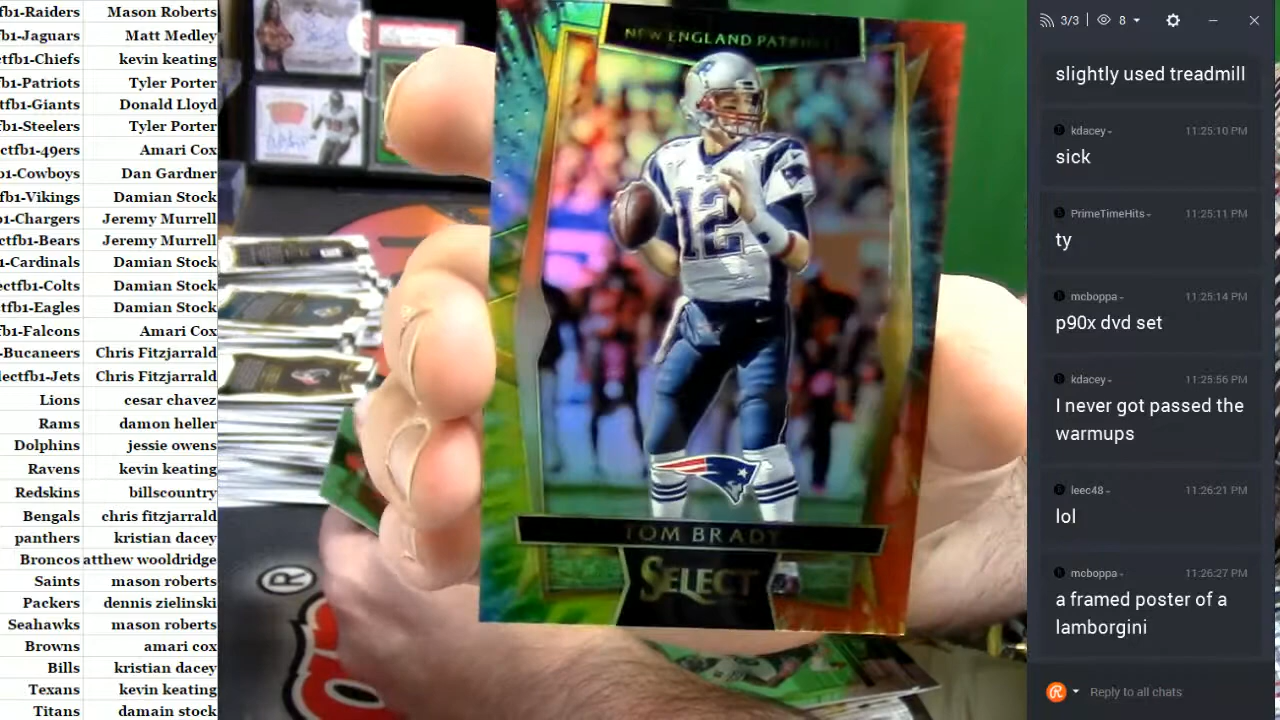 fb1-Raiders Mason Roberts
fb1-Jaguars Matt Medley
ctfb1-Chiefs kevin keating
fb1-Patriots Tyler Porter
ctfb1-Giants Donald Lloyd
fb1-Steelers Tyler Porter
ctfb1-49ers Amari Cox
b1-Cowboys Dan Gardner
fb1-Vikings Damian Stock
1-Chargers Jeremy Murrell
ectfb1-Bears Jeremy Murrell
1-Cardinals Damian Stock
ectfb1-Colts Damian Stock
ctfb1-Eagles Damian Stock
fb1-Falcons Amari Cox
-Bucaneers Chris Fitzjarrald
lectfb1-Jets Chris Fitzjarrald
Lions cesar chavez
Rams damon heller
Dolphins jessie owens
Ravens kevin keating
Redskins billscountry
Bengals chris fitzjarrald
panthers kristian dacey
Broncos atthew wooldridge
Saints mason roberts
Packers dennis zielinski
Seahawks mason roberts
Browns amari cox
Bills kristian dacey
Texans kevin keating
Titans damain stock
NEW ENGLAND PATRIOTS
12
TOM BRADY
SELECT
®
3/3 8
slightly used treadmill
kdacey 11:25:10 PM
sick
PrimeTimeHits 11:25:11 PM
ty
mcboppa 11:25:14 PM
p90x dvd set
kdacey 11:25:56 PM
I never got passed the
warmups
leec48 11:26:21 PM
lol
mcboppa 11:26:27 PM
a framed poster of a
lamborgini
Reply to all chats